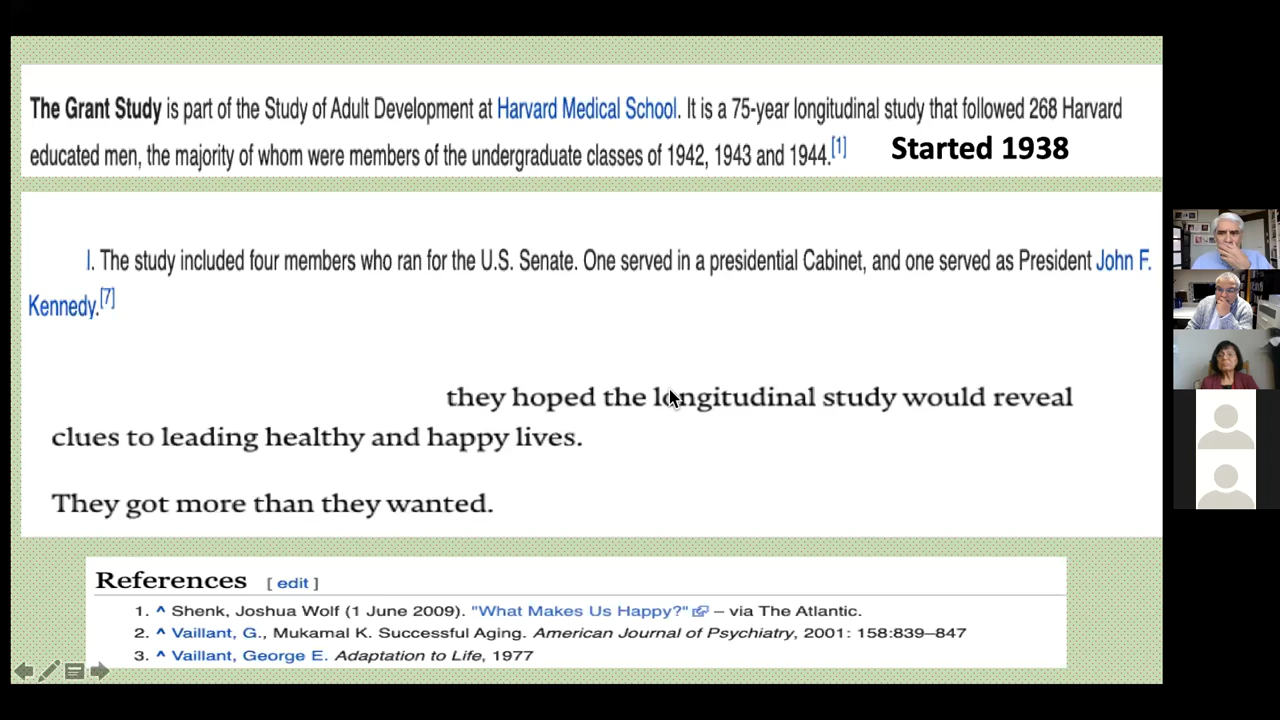 The Grant Study is part of the Study of Adult Development at Harvard Medical School. It is a 75-year longitudinal study that followed 268 Harvard
educated men, the majority of whom were members of the undergraduate classes of 1942, 1943 and 1944.[1]
Started 1938
l. The study included four members who ran for the U.S. Senate. One served in a presidential Cabinet, and one served as President John F.
Kennedy.[7]
they hoped the longitudinal study would reveal
clues to leading healthy and happy lives.
They got more than they wanted.
References [ edit ]
1. ^ Shenk, Joshua Wolf (1 June 2009). "What Makes Us Happy?" – via The Atlantic.
2. ^ Vaillant, G., Mukamal K. Successful Aging. American Journal of Psychiatry, 2001: 158:839–847
3. ^ Vaillant, George E. Adaptation to Life, 1977